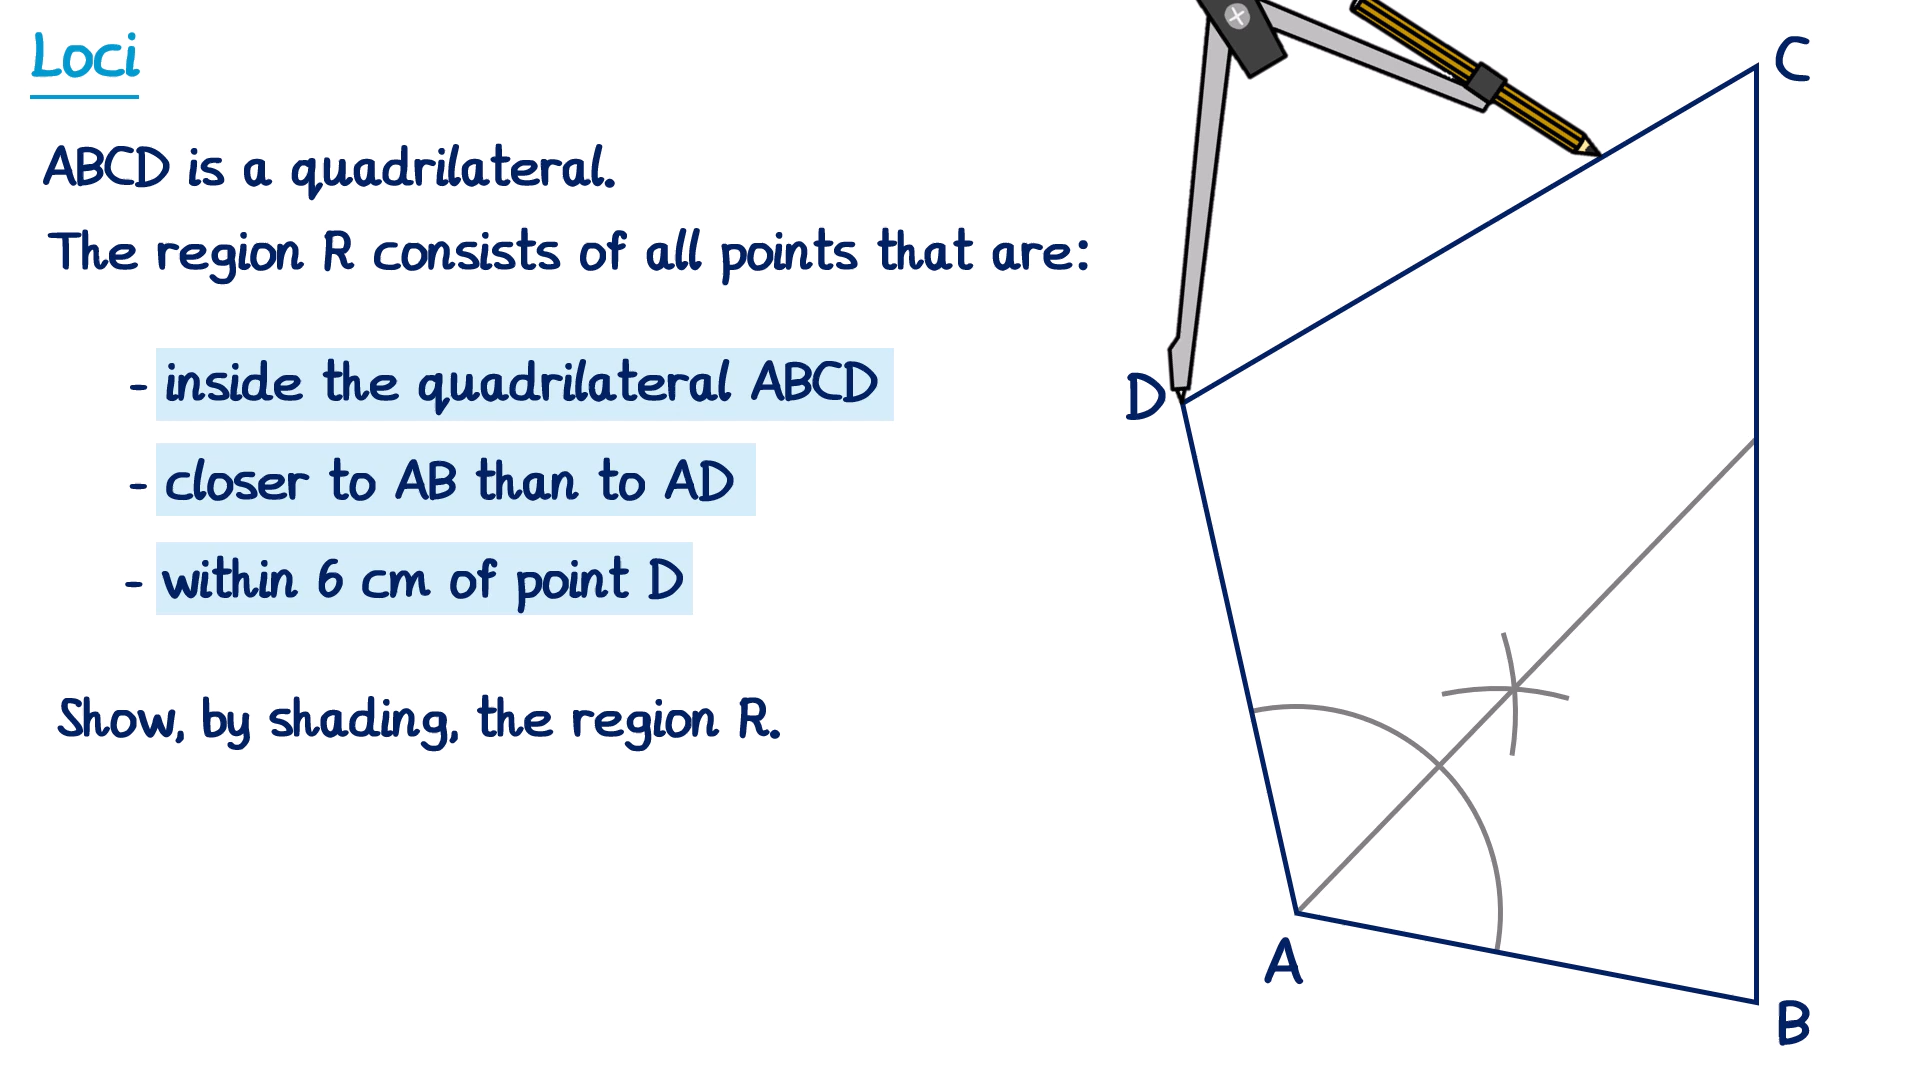 Loci
ABCD is a quadrilateral.
The region R consists of all points that are:
- inside the quadrilateral ABCD
- closer to AB than to AD
- within 6 cm of point D
Show, by shading, the region R.
C
D
A
B